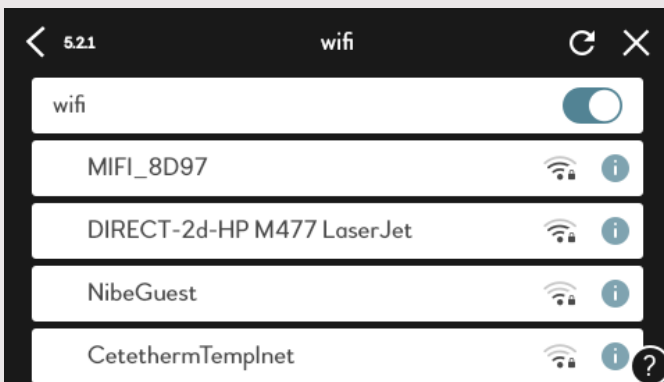 5.2.1 wifi
wifi
MIFI_8D97
DIRECT-2d-HP M477 LaserJet
NibeGuest
CetethermTempInet
?